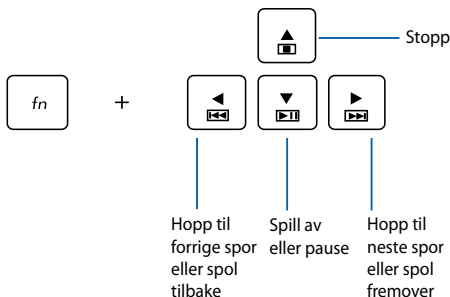 Stopp
fn
+
Hopp til
forrige spor
eller spol
tilbake
Spill av
eller pause
Hopp til
neste spor
eller spol
fremover